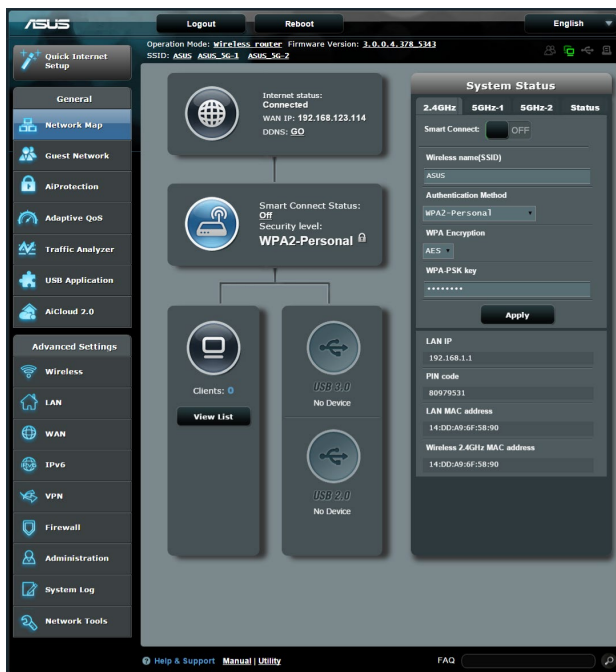 ASUS
Logout
Reboot
English
Quick Internet
Setup
Operation Mode: Wireless router Firmware Version: 3.0.0.4.378_5343
SSID: ASUS ASUS_5G-1 ASUS_5G-2
General
Network Map
Guest Network
AiProtection
Adaptive QoS
Traffic Analyzer
USB Application
AiCloud 2.0
Advanced Settings
Wireless
LAN
WAN
IPv6
VPN
Firewall
Administration
System Log
Network Tools
Internet status:
Connected
WAN IP: 192.168.123.114
DDNS: GO
Smart Connect Status:
Off
Security level:
WPA2-Personal
Clients: 0
View List
USB 3.0
No Device
USB 2.0
No Device
System Status
2.4GHz 5GHz-1 5GHz-2 Status
Smart Connect: OFF
Wireless name(SSID)
ASUS
Authentication Method
WPA2-Personal
WPA Encryption
AES
WPA-PSK key
••••••••
Apply
LAN IP
192.168.1.1
PIN code
80979531
LAN MAC address
14:DD:A9:6F:58:90
Wireless 2.4GHz MAC address
14:DD:A9:6F:58:90
? Help & Support Manual | Utility
FAQ